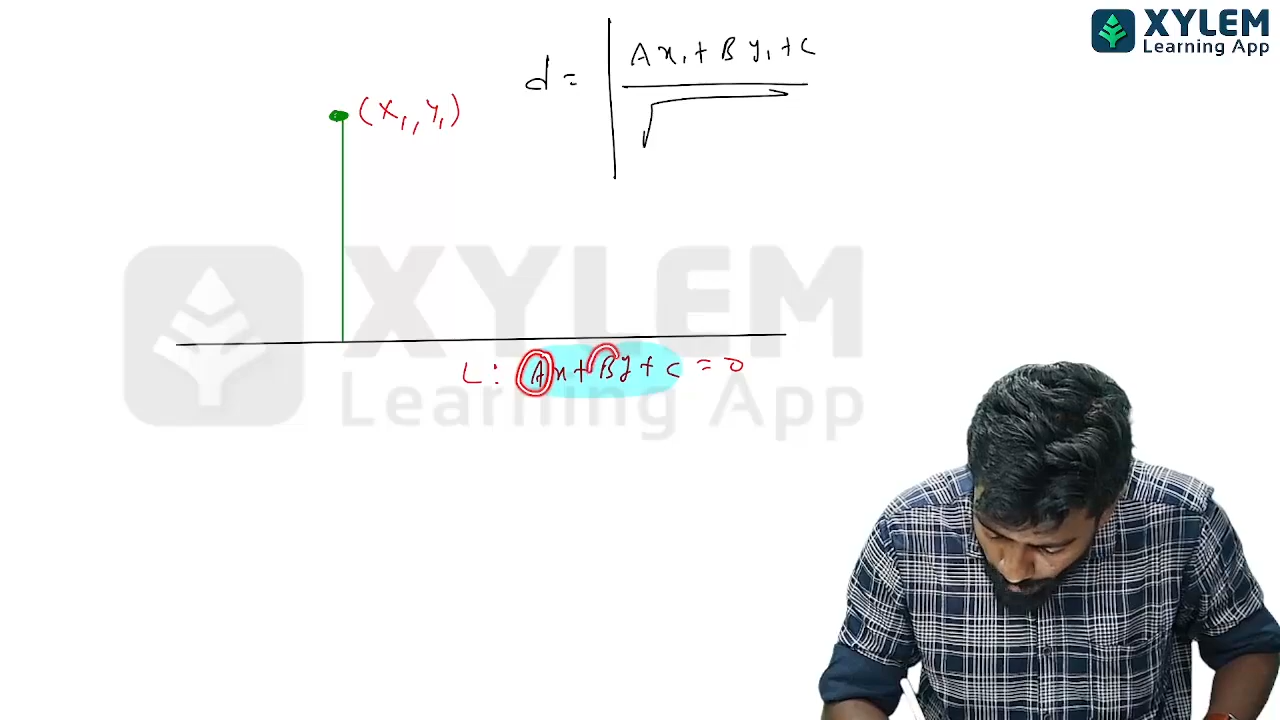 XYLEM
Learning App
d = | Ax₁ + By₁ + C
√
(x₁, y₁)
XYLEM
L: Ax + By + C = 0
Learning App